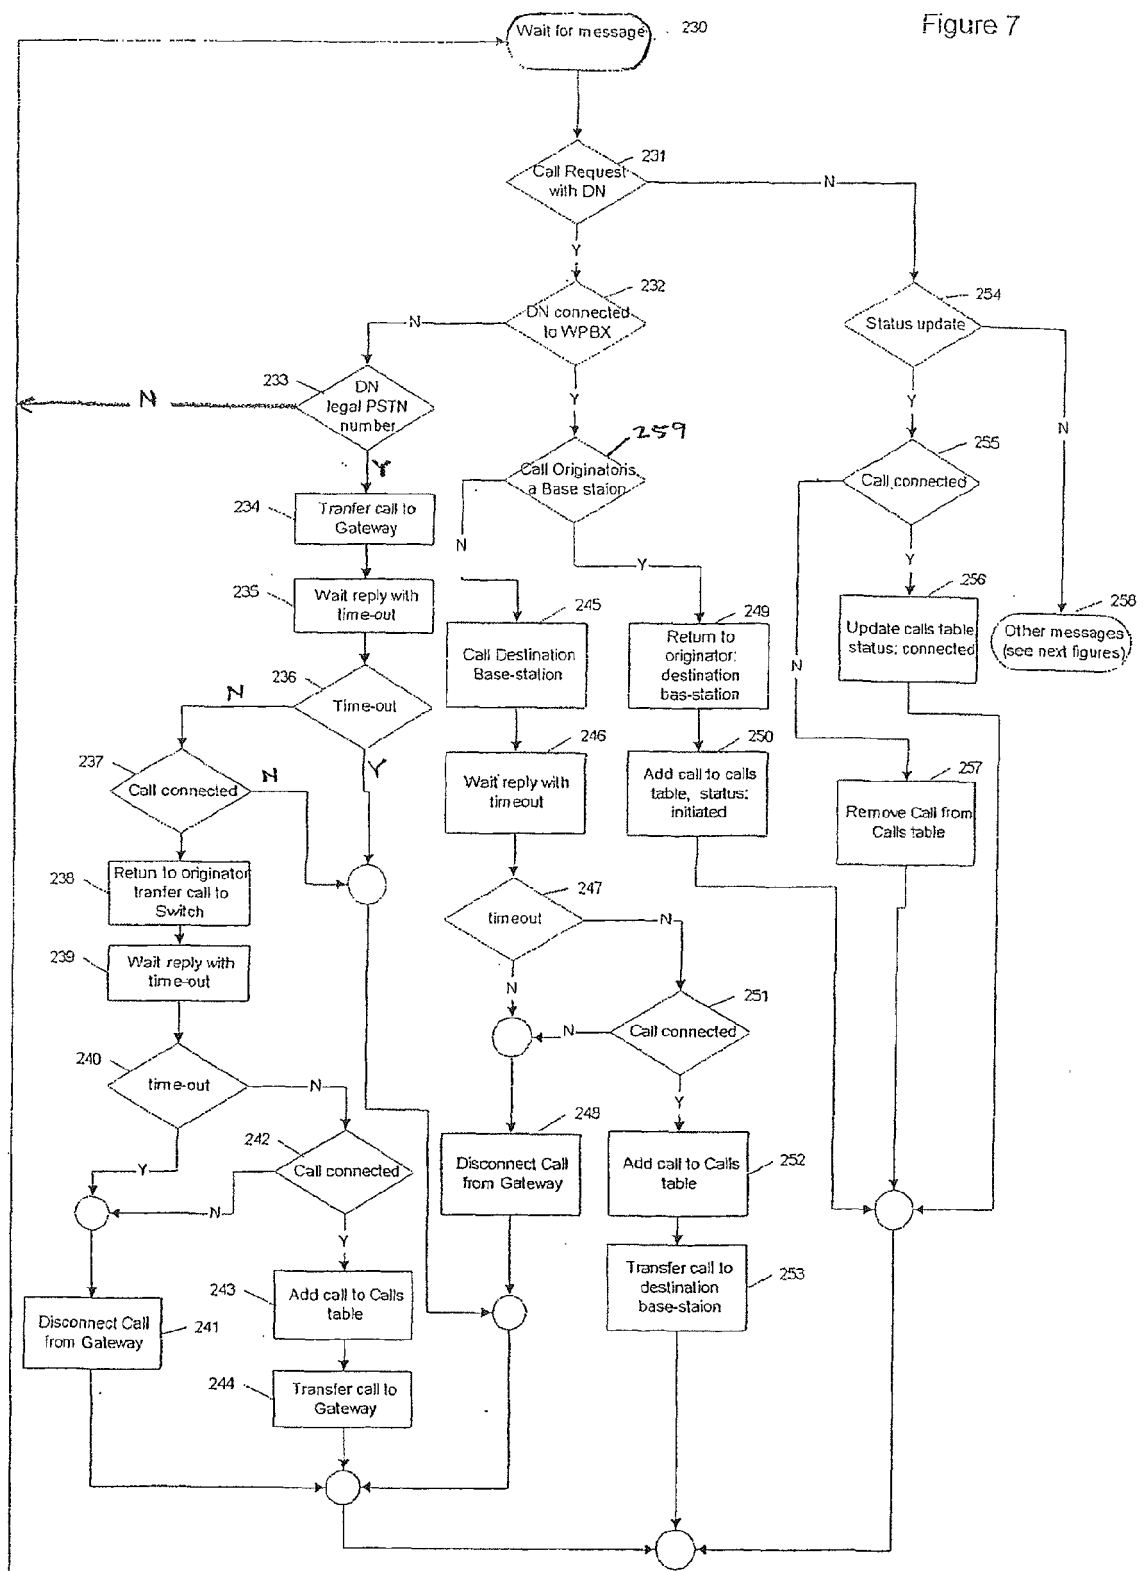 Figure 7
Wait for message
230
231
Call Request
with DN
N
Y
232
DN connected
to WPBX
N
254
Status update
233
DN
legal PSTN
number
N
Y
Y
Y
N
259
Call Originatoris
a Base staion
255
Call connected
234
Tranfer call to
Gateway
N
Y
Y
235
Wait reply with
time-out
245
Call Destination
Base-station
249
Return to
originator:
destination
bas-station
256
Update calls table
status: connected
258
Other messages
(see next figures)
N
236
Time-out
N
Y
246
Wait reply with
timeout
250
Add call to calls
table, status:
initiated
237
Call connected
N
257
Remove Call from
Calls table
238
Retun to originator
tranfer call to
Switch
247
timeout
N
N
239
Wait reply with
time-out
251
Call connected
N
Y
240
time-out
N
Y
242
Call connected
N
Y
248
Disconnect Call
from Gateway
252
Add call to Calls
table
243
Add call to Calls
table
253
Transfer call to
destination
base-staion
241
Disconnect Call
from Gateway
244
Transfer call to
Gateway